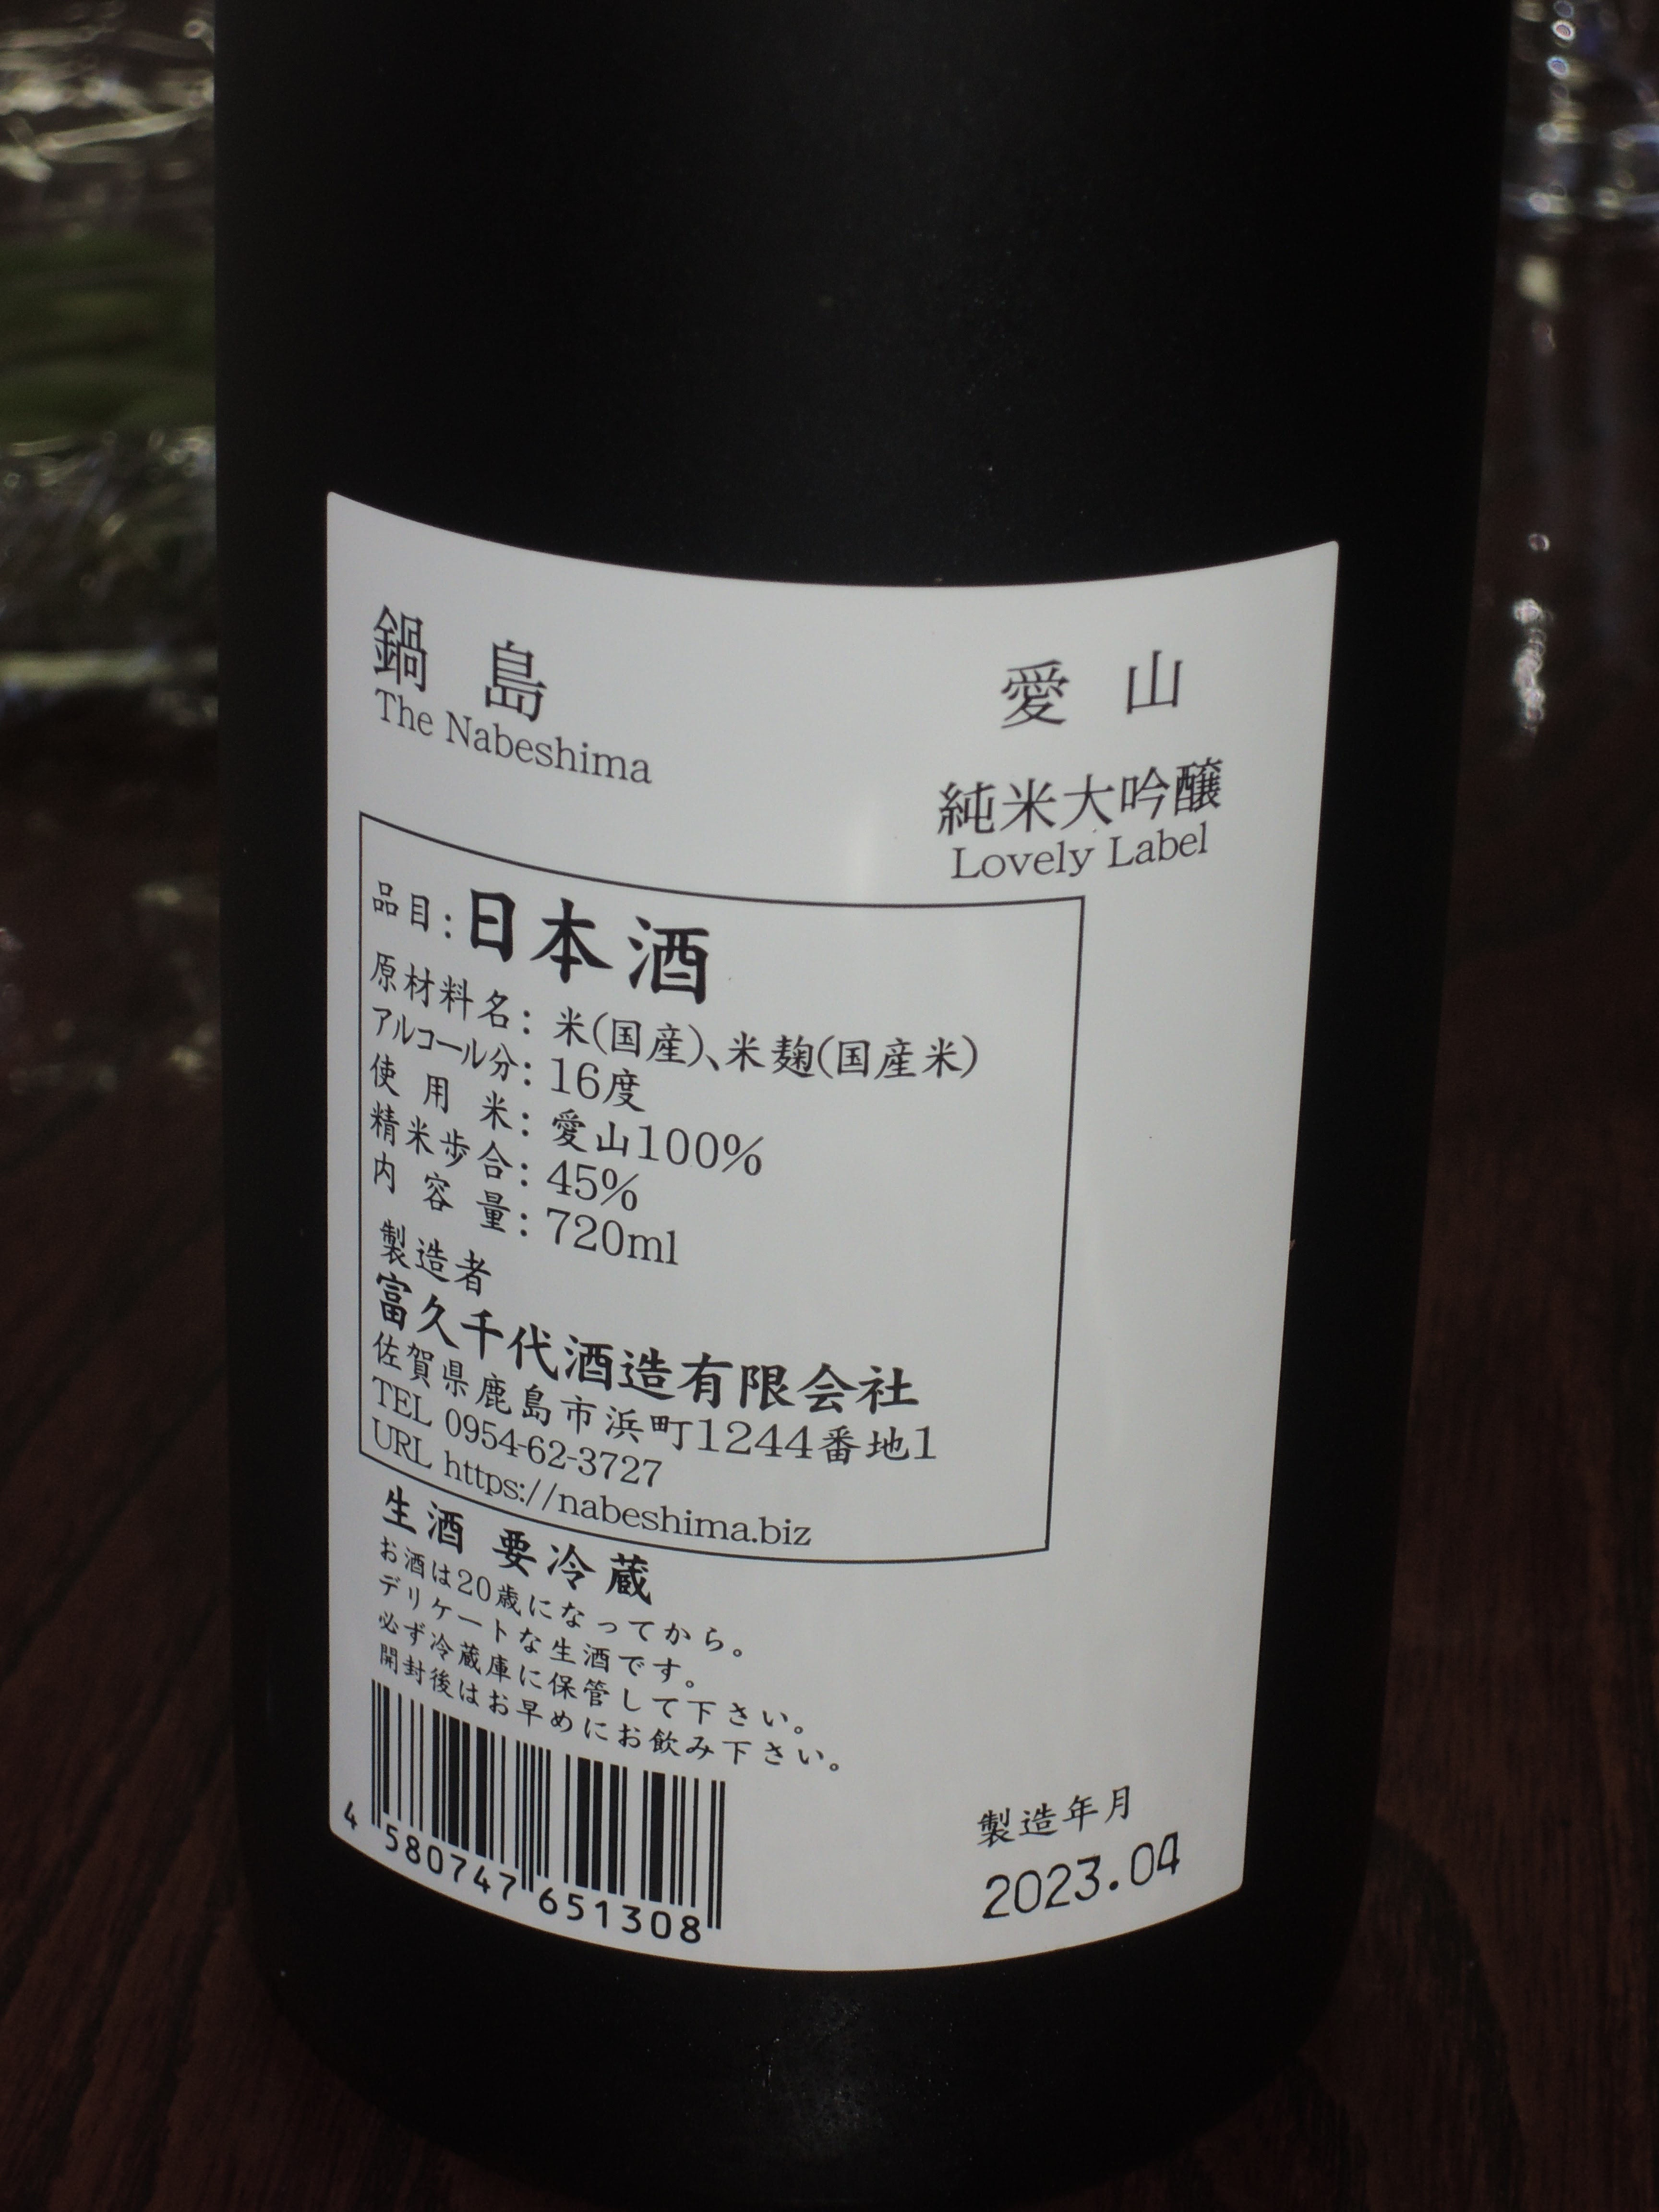 鍋島
The Nabeshima
愛山
純米大吟醸
Lovely Label
品目:日本酒
原材料名:米(国産)、米麹(国産米)
アルコール分:16度
使用米:愛山100%
精米歩合:45%
内容量:720ml
製造者
富久千代酒造有限会社
佐賀県鹿島市浜町1244番地1
TEL 0954-62-3727
URL https://nabeshima.biz
生酒 要冷蔵
お酒は20歳になってから。
デリケートな生酒です。
必ず冷蔵庫に保管して下さい。
開封後はお早めにお飲み下さい。
4 580747 651308
製造年月
2023.04